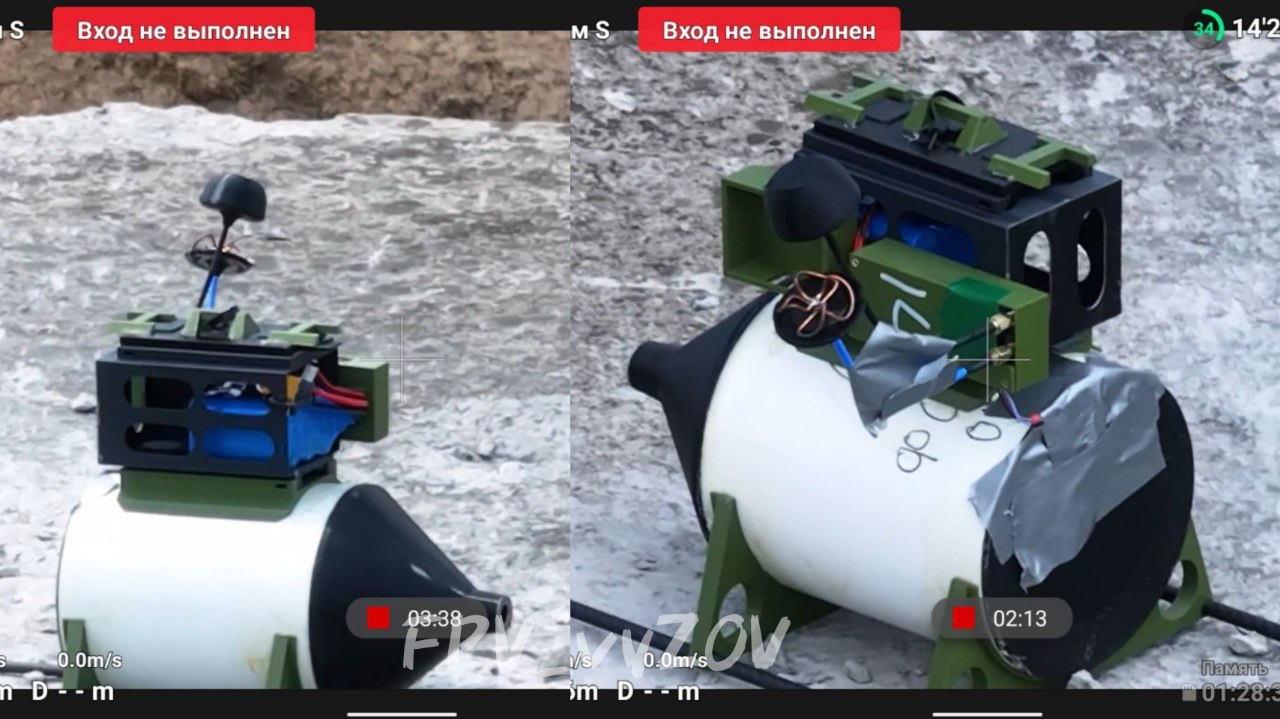 S
Вход не выполнен
м S
Вход не выполнен
34
14'2
03:38
02:13
FPV_vyZOV
0.0m/s
0.0m/s
m D - - m
m D - - m
Память
01:28:3